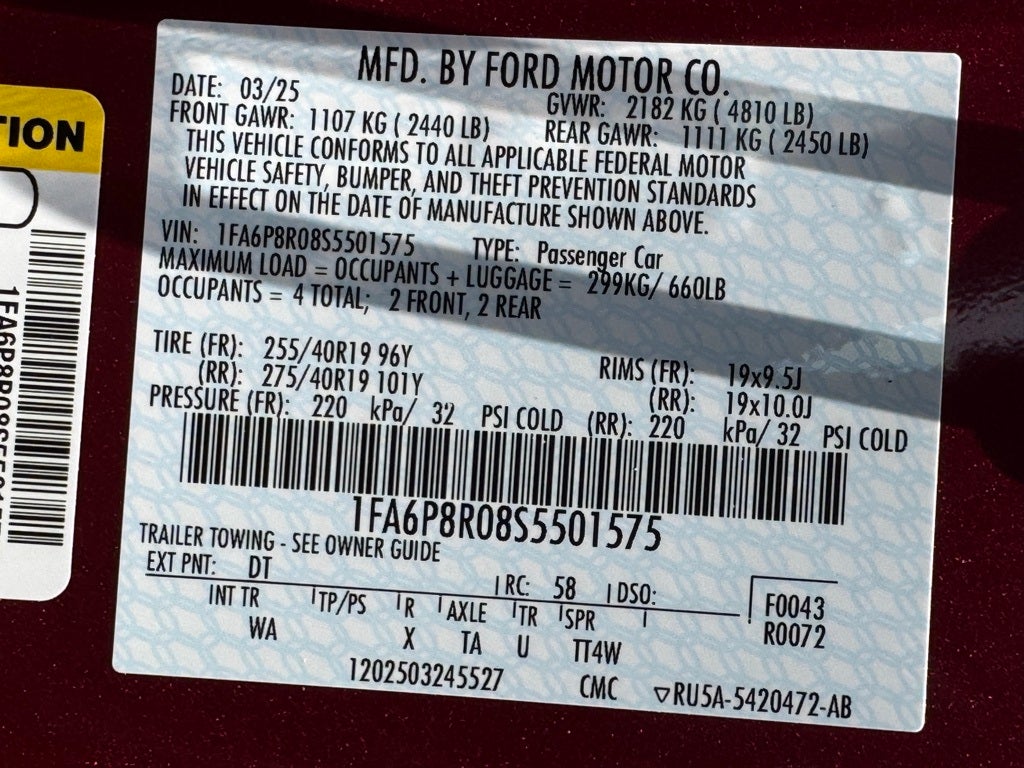 MFD. BY FORD MOTOR CO.
DATE: 03/25 GVWR: 2182 KG ( 4810 LB)
FRONT GAWR: 1107 KG ( 2440 LB) REAR GAWR: 1111 KG ( 2450 LB)
THIS VEHICLE CONFORMS TO ALL APPLICABLE FEDERAL MOTOR
VEHICLE SAFETY, BUMPER, AND THEFT PREVENTION STANDARDS
IN EFFECT ON THE DATE OF MANUFACTURE SHOWN ABOVE.
VIN: 1FA6P8R08S5501575 TYPE: Passenger Car
MAXIMUM LOAD = OCCUPANTS + LUGGAGE = 299KG/ 660LB
OCCUPANTS = 4 TOTAL; 2 FRONT, 2 REAR
TIRE (FR): 255/40R19 96Y RIMS (FR): 19x9.5J
(RR): 275/40R19 101Y (RR): 19x10.0J
PRESSURE (FR): 220 kPa/ 32 PSI COLD (RR): 220 kPa/ 32 PSI COLD
1FA6P8R08S5501575
TRAILER TOWING - SEE OWNER GUIDE
EXT PNT: DT RC: 58 DSO:
INT TR TP/PS R AXLE TR SPR F0043
WA X TA U TT4W R0072
1202503245527 CMC ▽RU5A-5420472-AB
TION
1FA6P8R08S5501575